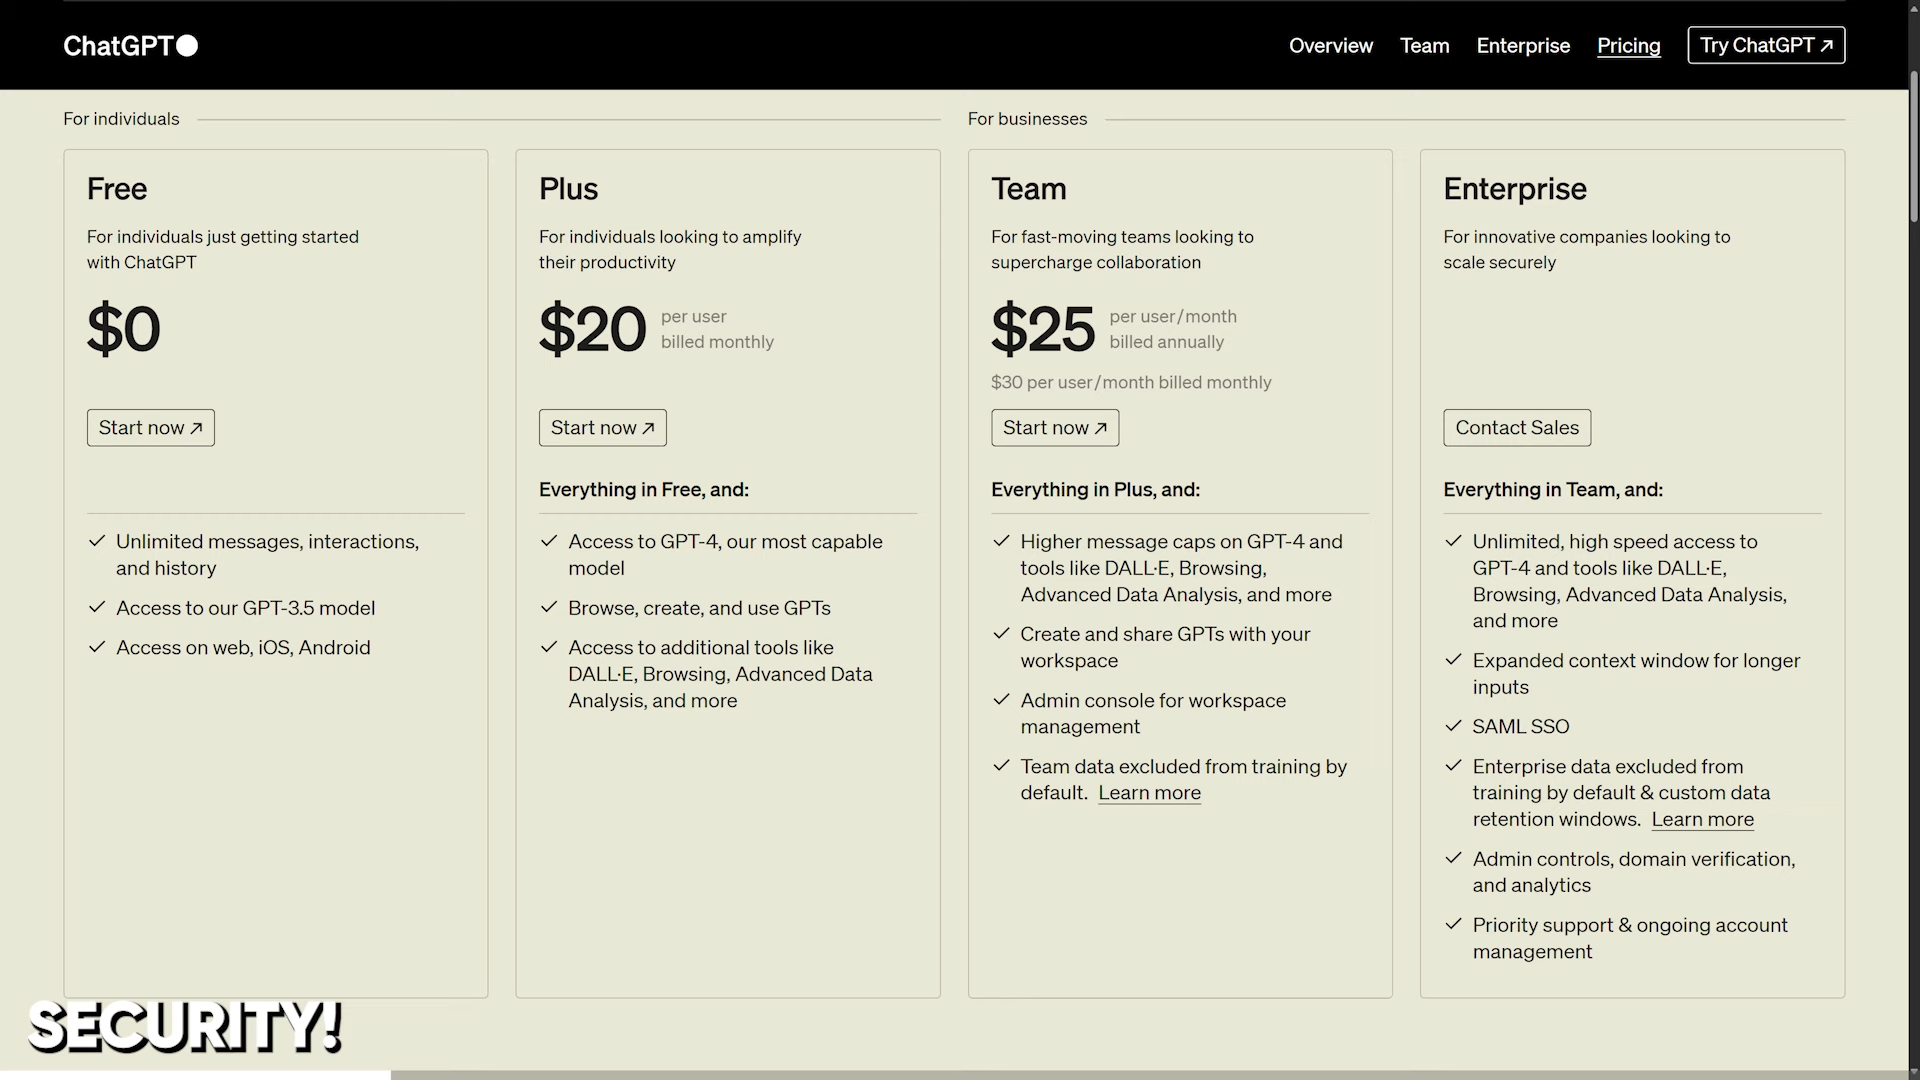 ChatGPT
Overview Team Enterprise Pricing Try ChatGPT ↗
For individuals
For businesses
Free
For individuals just getting started
with ChatGPT
$0
Start now ↗
Unlimited messages, interactions,
and history
Access to our GPT-3.5 model
Access on web, iOS, Android
Plus
For individuals looking to amplify
their productivity
$20 per user
billed monthly
Start now ↗
Everything in Free, and:
Access to GPT-4, our most capable
model
Browse, create, and use GPTs
Access to additional tools like
DALL·E, Browsing, Advanced Data
Analysis, and more
Team
For fast-moving teams looking to
supercharge collaboration
$25 per user/month
billed annually
$30 per user/month billed monthly
Start now ↗
Everything in Plus, and:
Higher message caps on GPT-4 and
tools like DALL·E, Browsing,
Advanced Data Analysis, and more
Create and share GPTs with your
workspace
Admin console for workspace
management
Team data excluded from training by
default. Learn more
Enterprise
For innovative companies looking to
scale securely
Contact Sales
Everything in Team, and:
Unlimited, high speed access to
GPT-4 and tools like DALL·E,
Browsing, Advanced Data Analysis,
and more
Expanded context window for longer
inputs
SAML SSO
Enterprise data excluded from
training by default & custom data
retention windows. Learn more
Admin controls, domain verification,
and analytics
Priority support & ongoing account
management
SECURITY!